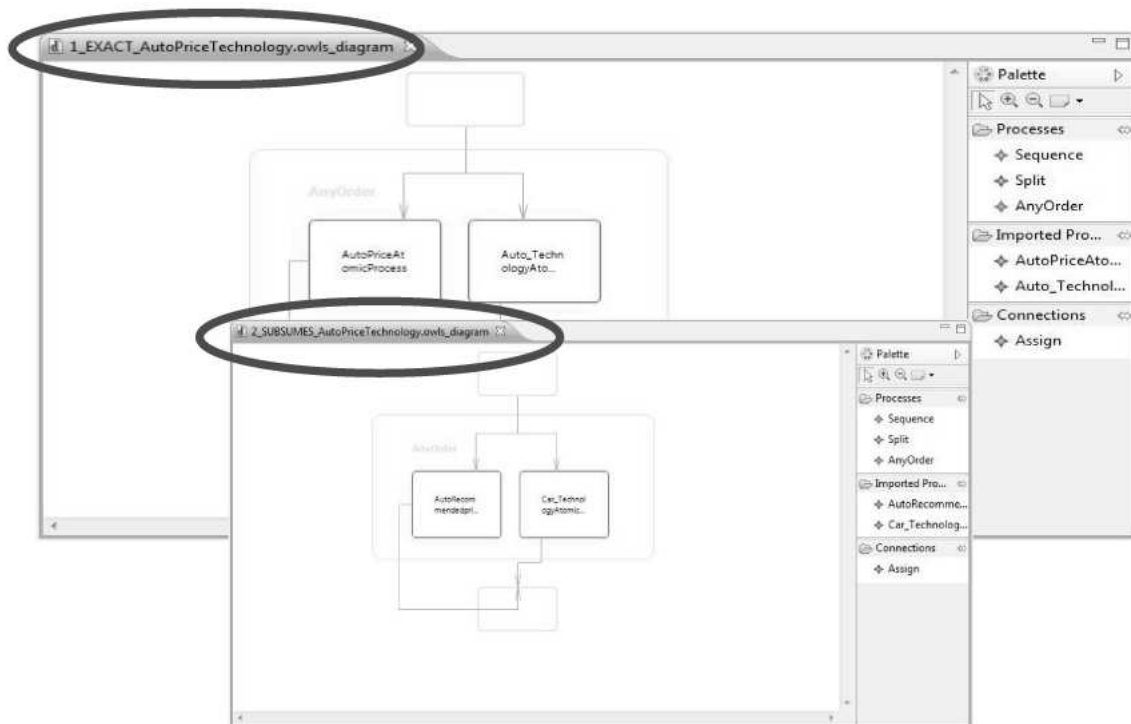 1_EXACT_AutoPriceTechnology.owls_diagram
Palette
Processes
Sequence
Split
AnyOrder
Imported Pro...
AutoPriceAto...
Auto_Technol...
Connections
Assign
AnyOrder
AutoPriceAt
omicProcess
Auto_Techn
ologyAto...
2_SUBSUMES_AutoPriceTechnology.owls_diagram
Palette
Processes
Sequence
Split
AnyOrder
Imported Pro...
AutoRecomme...
Car_Technolog...
Connections
Assign
AnyOrder
AutoRecom
mendedpri...
Car_Technol
ogyAtomic...